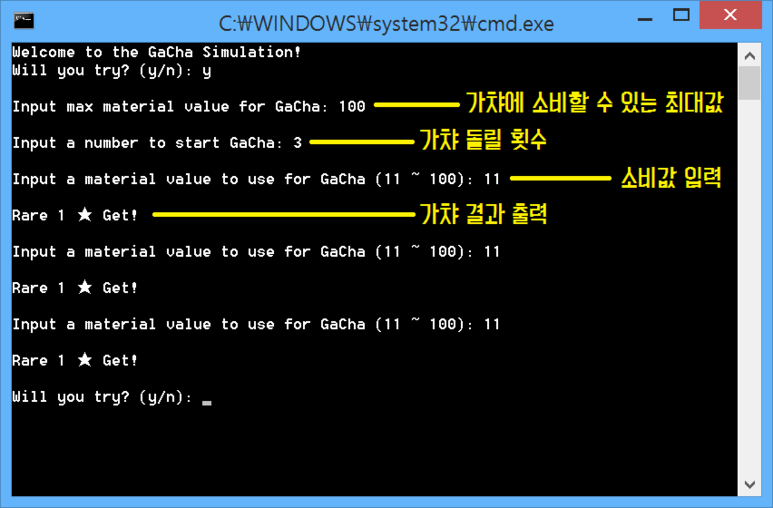 C:\WINDOWS\system32\cmd.exe
Welcome to the GaCha Simulation!
Will you try? (y/n): y
Input max material value for GaCha: 100 가챠에 소비할 수 있는 최대값
Input a number to start GaCha: 3 가챠 돌릴 횟수
Input a material value to use for GaCha (11 ~ 100): 11 소비값 입력
Rare 1 ★ Get! 가챠 결과 출력
Input a material value to use for GaCha (11 ~ 100): 11
Rare 1 ★ Get!
Input a material value to use for GaCha (11 ~ 100): 11
Rare 1 ★ Get!
Will you try? (y/n): _